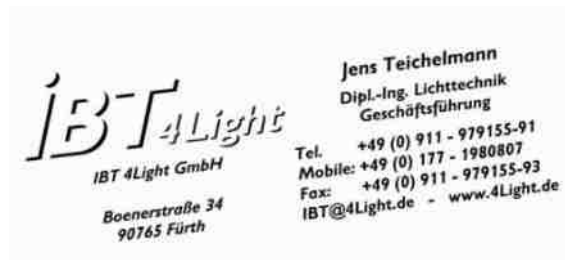 iBT 4Light
IBT 4Light GmbH
Boenerstraße 34
90765 Fürth
Jens Teichelmann
Dipl.-Ing. Lichttechnik
Geschäftsführung
Tel. +49 (0) 911 - 979155-91
Mobile: +49 (0) 177 - 1980807
Fax: +49 (0) 911 - 979155-93
IBT@4Light.de - www.4Light.de